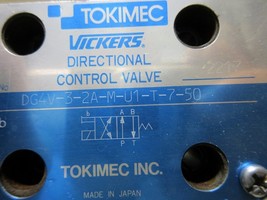 TOKIMEC
VICKERS
DIRECTIONAL
CONTROL VALVE
DG4V-3-2A-M-U1-T-7-50
b
A B
P T
TOKIMEC INC.
MADE IN JAPAN